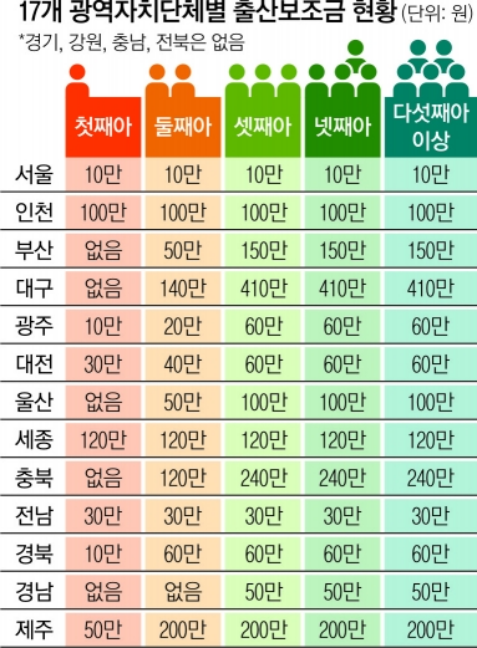 17개 광역자치단체별 출산보조금 현황 (단위: 원)
*경기, 강원, 충남, 전북은 없음
첫째아 둘째아 셋째아 넷째아 다섯째아
이상
서울 10만 10만 10만 10만 10만
인천 100만 100만 100만 100만 100만
부산 없음 50만 150만 150만 150만
대구 없음 140만 410만 410만 410만
광주 10만 20만 60만 60만 60만
대전 30만 40만 60만 60만 60만
울산 없음 50만 100만 100만 100만
세종 120만 120만 120만 120만 120만
충북 없음 120만 240만 240만 240만
전남 30만 30만 30만 30만 30만
경북 10만 60만 60만 60만 60만
경남 없음 없음 50만 50만 50만
제주 50만 200만 200만 200만 200만